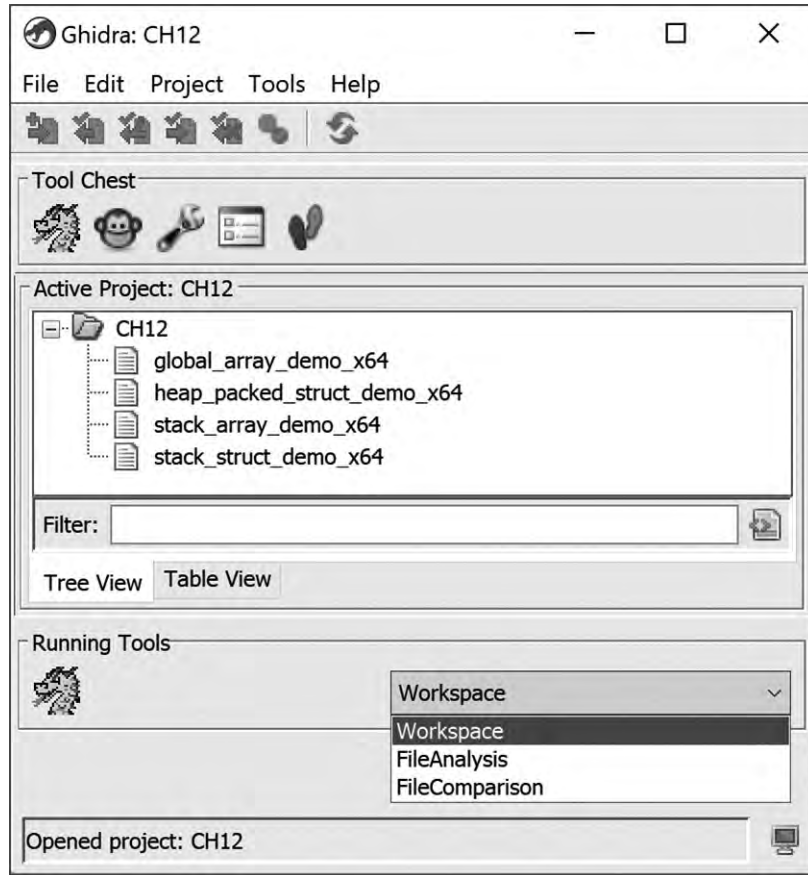 Ghidra: CH12
File Edit Project Tools Help
Tool Chest
Active Project: CH12
CH12
global_array_demo_x64
heap_packed_struct_demo_x64
stack_array_demo_x64
stack_struct_demo_x64
Filter:
Tree View Table View
Running Tools
Workspace
Workspace
FileAnalysis
FileComparison
Opened project: CH12